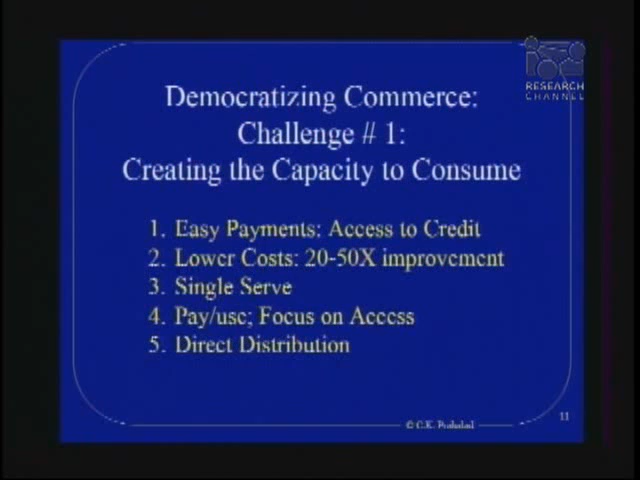 RESEARCH
CHANNEL
Democratizing Commerce:
Challenge # 1:
Creating the Capacity to Consume
1. Easy Payments: Access to Credit
2. Lower Costs: 20-50X improvement
3. Single Serve
4. Pay/use; Focus on Access
5. Direct Distribution
© C.K. Prahalad
11